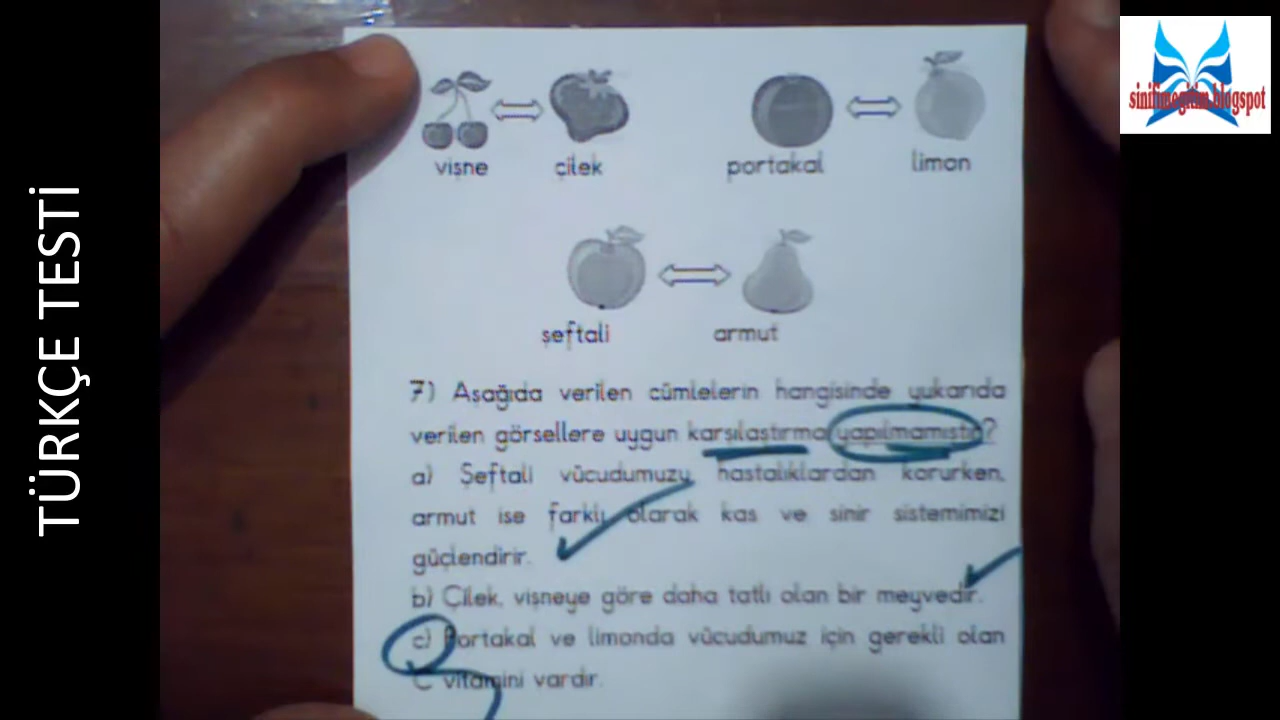 TÜRKÇE TESTİ
sinifimegitim.blogspot
vişne çilek portakal limon
şeftali armut
7) Aşağıda verilen cümlelerin hangisinde yukarıda
verilen görsellere uygun karşılaştırma yapılmamıştır?
a) Şeftali vücudumuzu hastalıklardan korurken,
armut ise farklı olarak kas ve sinir sistemimizi
güçlendirir.
b) Çilek, vişneye göre daha tatlı olan bir meyvedir.
c) Portakal ve limonda vücudumuz için gerekli olan
C vitamini vardır.